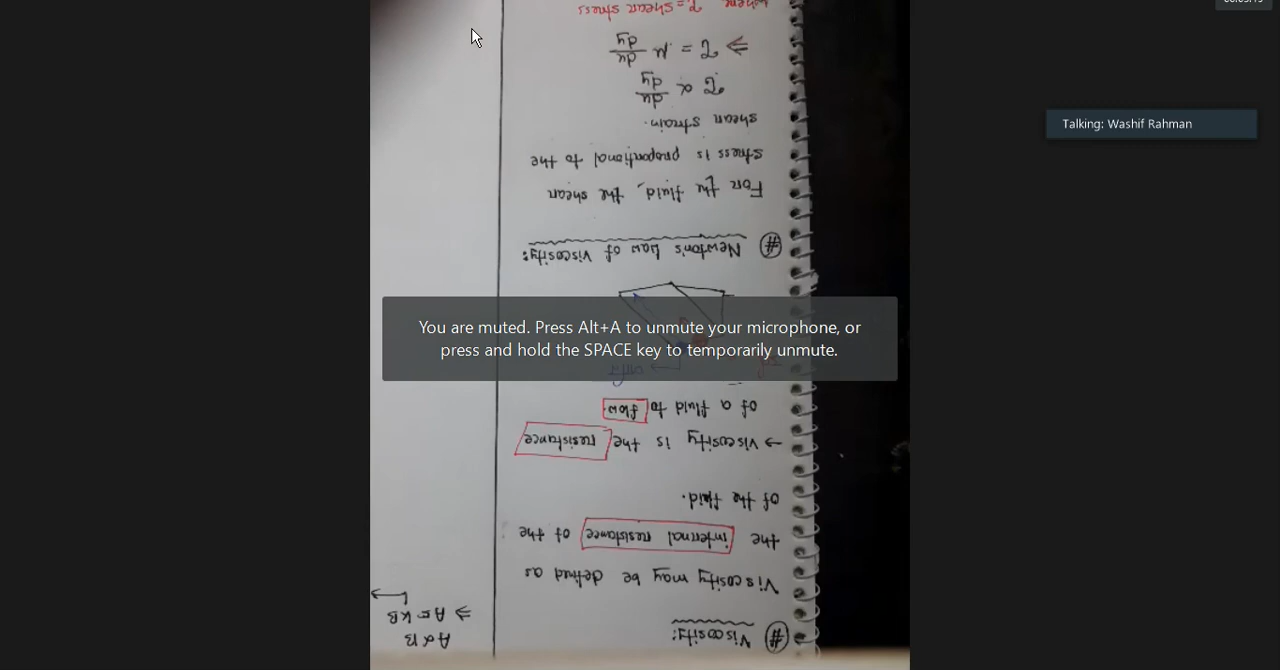 Talking: Washif Rahman
You are muted. Press Alt+A to unmute your microphone, or
press and hold the SPACE key to temporarily unmute.
# Viscosity:
Viscosity may be defined as
the internal resistance of the
of the fluid.
→ Viscosity is the resistance
of a fluid to flow.
# Newton's Law of Viscosity:
For the fluid, the shear
stress is proportional to the
shear strain.
τ α du/dy
⇒ τ = μ du/dy
where τ = shear stress
A α B
⇒ A = KB